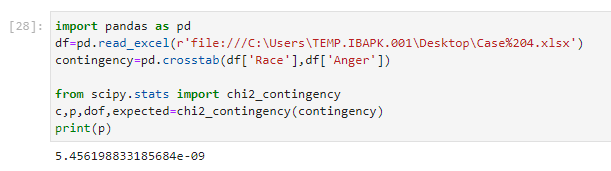 [28]: import pandas as pd
df=pd.read_excel(r'file:///C:\Users\TEMP.IBAPK.001\Desktop\Case%204.xlsx')
contingency=pd.crosstab(df['Race'],df['Anger'])
from scipy.stats import chi2_contingency
c,p,dof,expected=chi2_contingency(contingency)
print(p)
5.456198833185684e-09